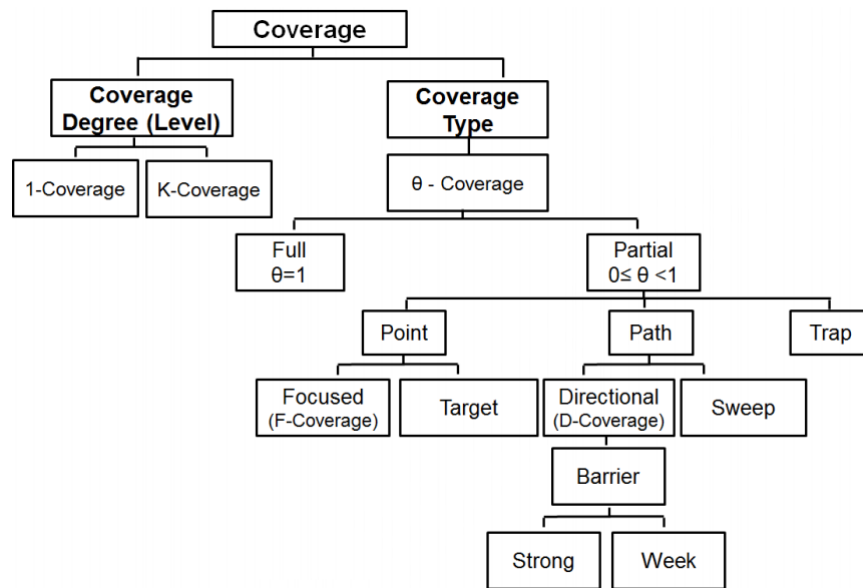 Coverage
Coverage
Degree (Level)
Coverage
Type
1-Coverage
K-Coverage
θ - Coverage
Full
θ=1
Partial
0≤ θ <1
Point
Path
Trap
Focused
(F-Coverage)
Target
Directional
(D-Coverage)
Sweep
Barrier
Strong
Week